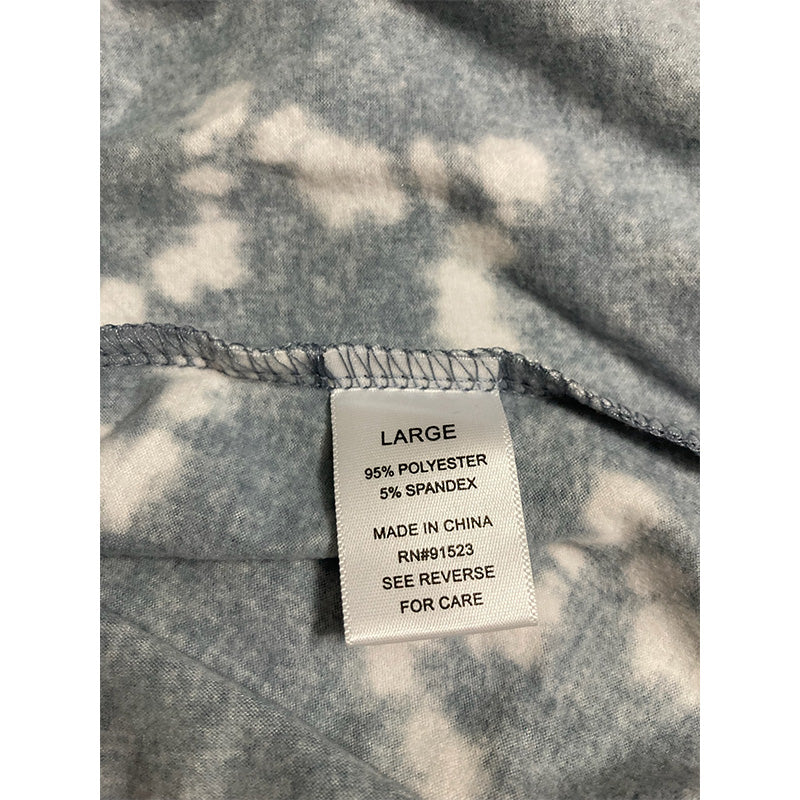 LARGE
95% POLYESTER
5% SPANDEX
MADE IN CHINA
RN#91523
SEE REVERSE
FOR CARE